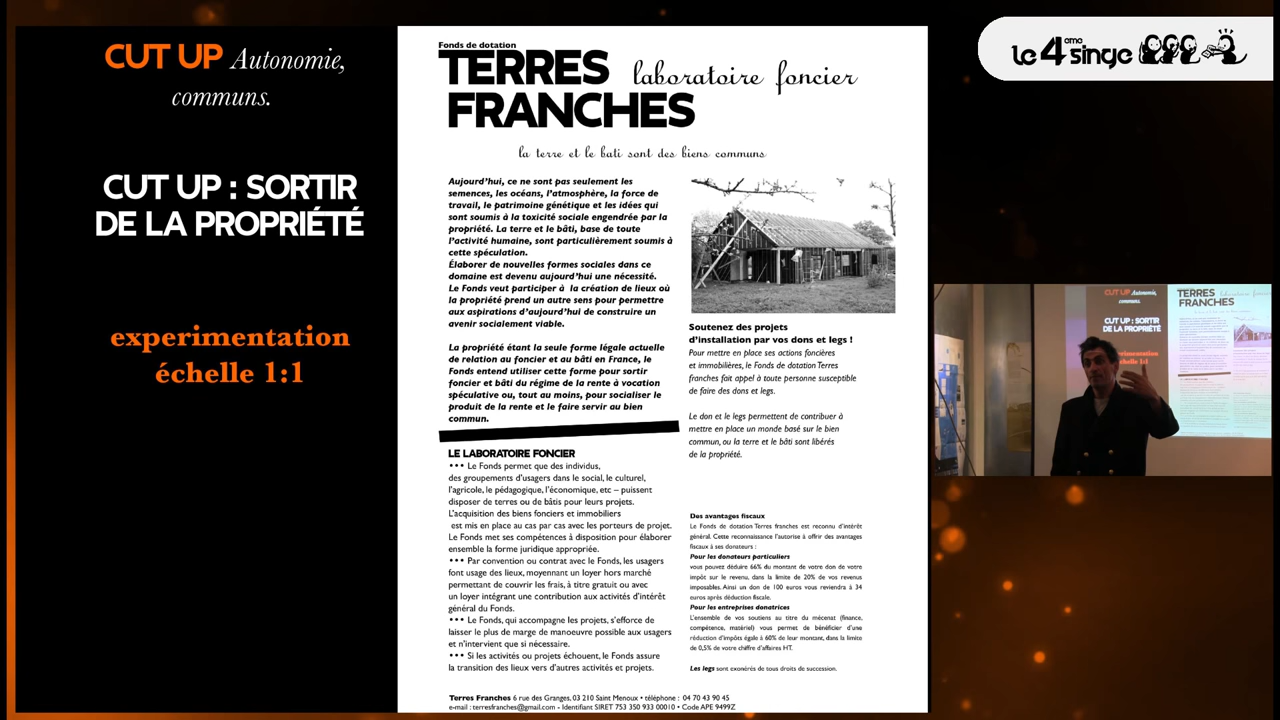 CUT UP Autonomie,
communs.
CUT UP : SORTIR
DE LA PROPRIÉTÉ
experimentation
échelle 1:1
Fonds de dotation
TERRES laboratoire foncier
FRANCHES
la terre et le bati sont des biens communs
Aujourd'hui, ce ne sont pas seulement les
semences, les océans, l'atmosphère, la force de
travail, le patrimoine génétique et les idées qui
sont soumis à la toxicité sociale engendrée par la
propriété. La terre et le bâti, base de toute
l'activité humaine, sont particulièrement soumis à
cette spéculation.
Élaborer de nouvelles formes sociales dans ce
domaine est devenu aujourd'hui une nécessité.
Le Fonds veut participer à la création de lieux où
la propriété prend un autre sens pour permettre
aux aspirations d'aujourd'hui de construire un
avenir socialement viable.
La propriété étant la seule forme légale actuelle
de relation au foncier et au bâti en France, le
Fonds entend utiliser cette forme pour sortir
foncier et bâti du régime de la rente à vocation
spéculative ou, tout au moins, pour socialiser le
produit de la rente et le faire servir au bien
commun.
LE LABORATOIRE FONCIER
••• Le Fonds permet que des individus,
des groupements d'usagers dans le social, le culturel,
l'agricole, le pédagogique, l'économique, etc – puissent
disposer de terres ou de bâtis pour leurs projets.
L'acquisition des biens fonciers et immobiliers
est mis en place au cas par cas avec les porteurs de projet.
Le Fonds met ses compétences à disposition pour élaborer
ensemble la forme juridique appropriée.
••• Par convention ou contrat avec le Fonds, les usagers
font usage des lieux, moyennant un loyer hors marché
permettant de couvrir les frais, à titre gratuit ou avec
un loyer intégrant une contribution aux activités d'intérêt
général du Fonds.
••• Le Fonds, qui accompagne les projets, s'efforce de
laisser le plus de marge de manoeuvre possible aux usagers
et n'intervient que si nécessaire.
••• Si les activités ou projets échouent, le Fonds assure
la transition des lieux vers d'autres activités et projets.
Soutenez des projets
d'installation par vos dons et legs !
Pour mettre en place ses actions foncières
et immobilières, le Fonds de dotation Terres
franches fait appel à toute personne susceptible
de faire des dons et legs.
Le don et le legs permettent de contribuer à
mettre en place un monde basé sur le bien
commun, ou la terre et le bâti sont libérés
de la propriété.
Des avantages fiscaux
Le Fonds de dotation Terres franches est reconnu d'intérêt
général. Cette reconnaissance l'autorise à offrir des avantages
fiscaux à ses donateurs :
Pour les donateurs particuliers
vous pouvez déduire 66% du montant de votre don de votre
impôt sur le revenu, dans la limite de 20% de vos revenus
imposables. Ainsi un don de 100 euros vous reviendra à 34
euros après déduction fiscale.
Pour les entreprises donatrices
L'ensemble de vos soutiens au titre du mécénat (finance,
compétence, matériel) vous permet de bénéficier d'une
réduction d'impôts égale à 60% de leur montant, dans la limite
de 0,5% de votre chiffre d'affaires HT.
Les legs sont exonérés de tous droits de succession.
Terres Franches 6 rue des Granges, 03 210 Saint Menoux • téléphone : 04 70 43 90 45
e-mail : terresfranches@gmail.com - Identifiant SIRET 753 350 933 00010 • Code APE 9499Z
le 4eme singe
CUT UP Autonomie,
communs.
CUT UP : SORTIR
DE LA PROPRIÉTÉ
échelle 1:1
TERRES laboratoire foncier
FRANCHES